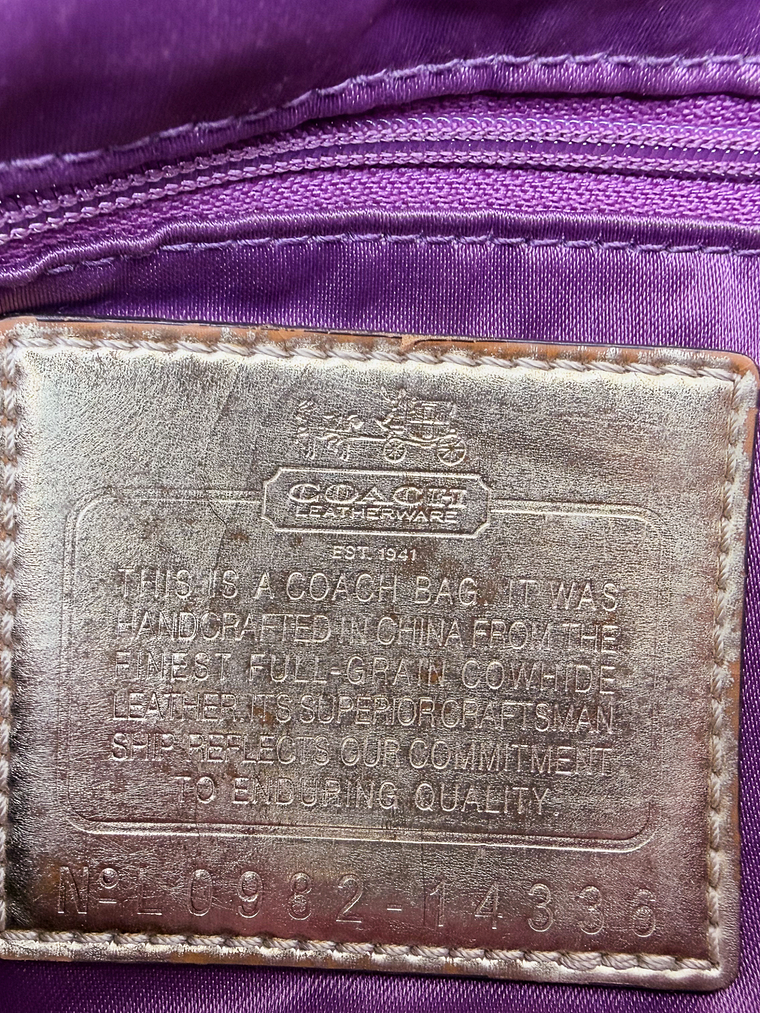 COACH
LEATHERWARE
EST. 1941
THIS IS A COACH BAG. IT WAS
HANDCRAFTED IN CHINA FROM THE
FINEST FULL-GRAIN COWHIDE
LEATHER. ITS SUPERIOR CRAFTSMAN
SHIP REFLECTS OUR COMMITMENT
TO ENDURING QUALITY.
Nº L0982-14336